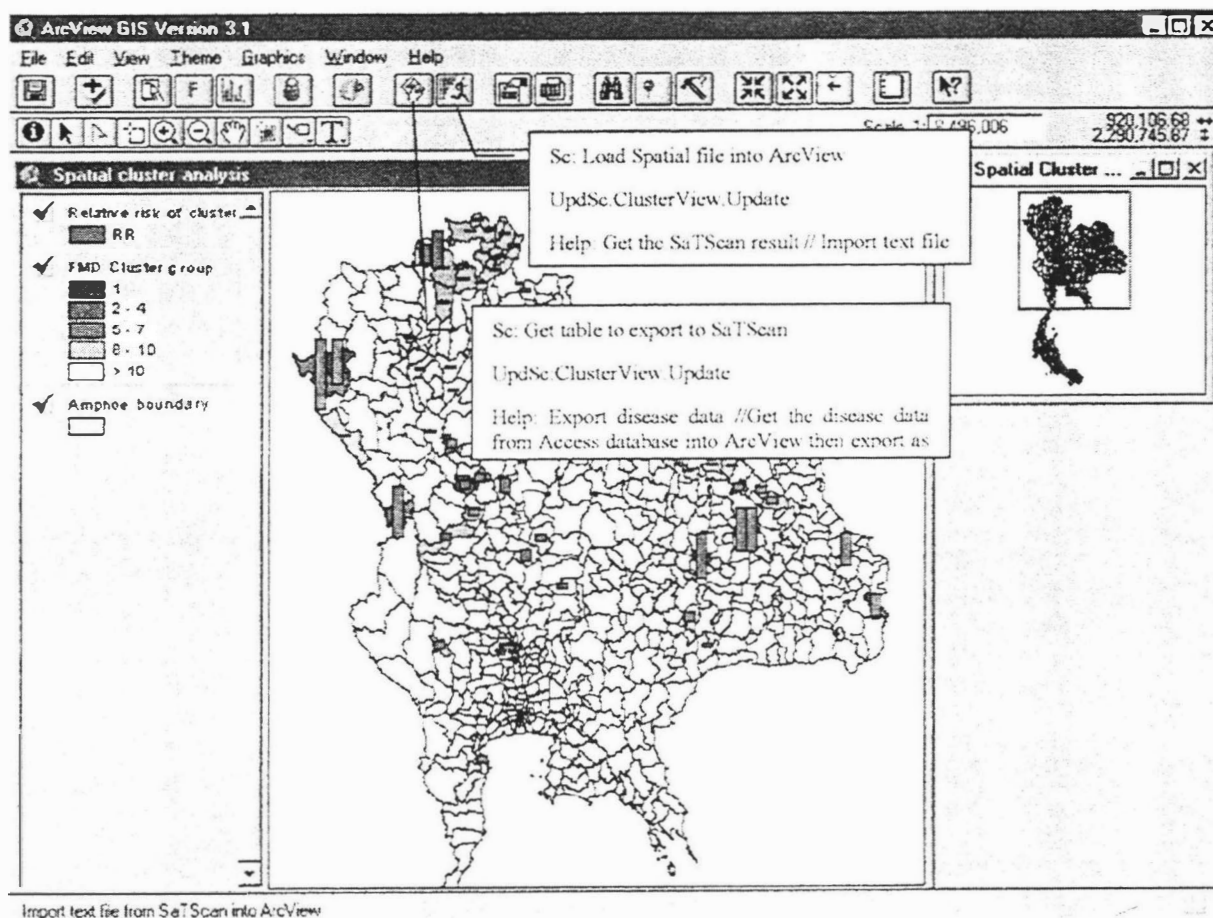 ArcView GIS Version 3.1
File Edit View Theme Graphics Window Help
F
T
Scale 1: 8,496,006
920,106.68
2,290,745.87
Spatial cluster analysis
Relative risk of cluster
RR
FMD Cluster group
1
2 - 4
5 - 7
8 - 10
> 10
Amphoe boundary
Sc: Load Spatial file into ArcView
UpdSc.ClusterView.Update
Help: Get the SaTScan result // Import text file
Sc: Get table to export to SaTScan
UpdSc.ClusterView.Update
Help: Export disease data //Get the disease data
from Access database into ArcView then export as
Spatial Cluster ...
Import text file from SaTScan into ArcView